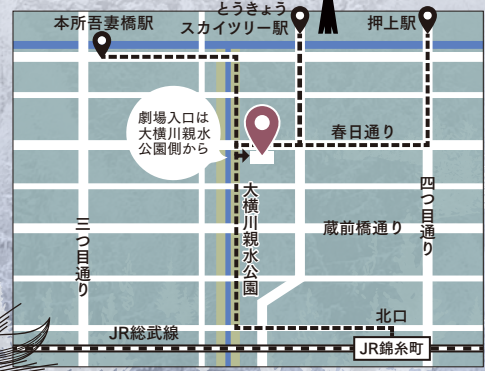 とうきょう
本所吾妻橋駅
スカイツリー駅
押上駅
劇場入口は
大横川親水
公園側から
春日通り
大横川親水公園
四つ目通り
三つ目通り
蔵前橋通り
北口
JR総武線
JR錦糸町